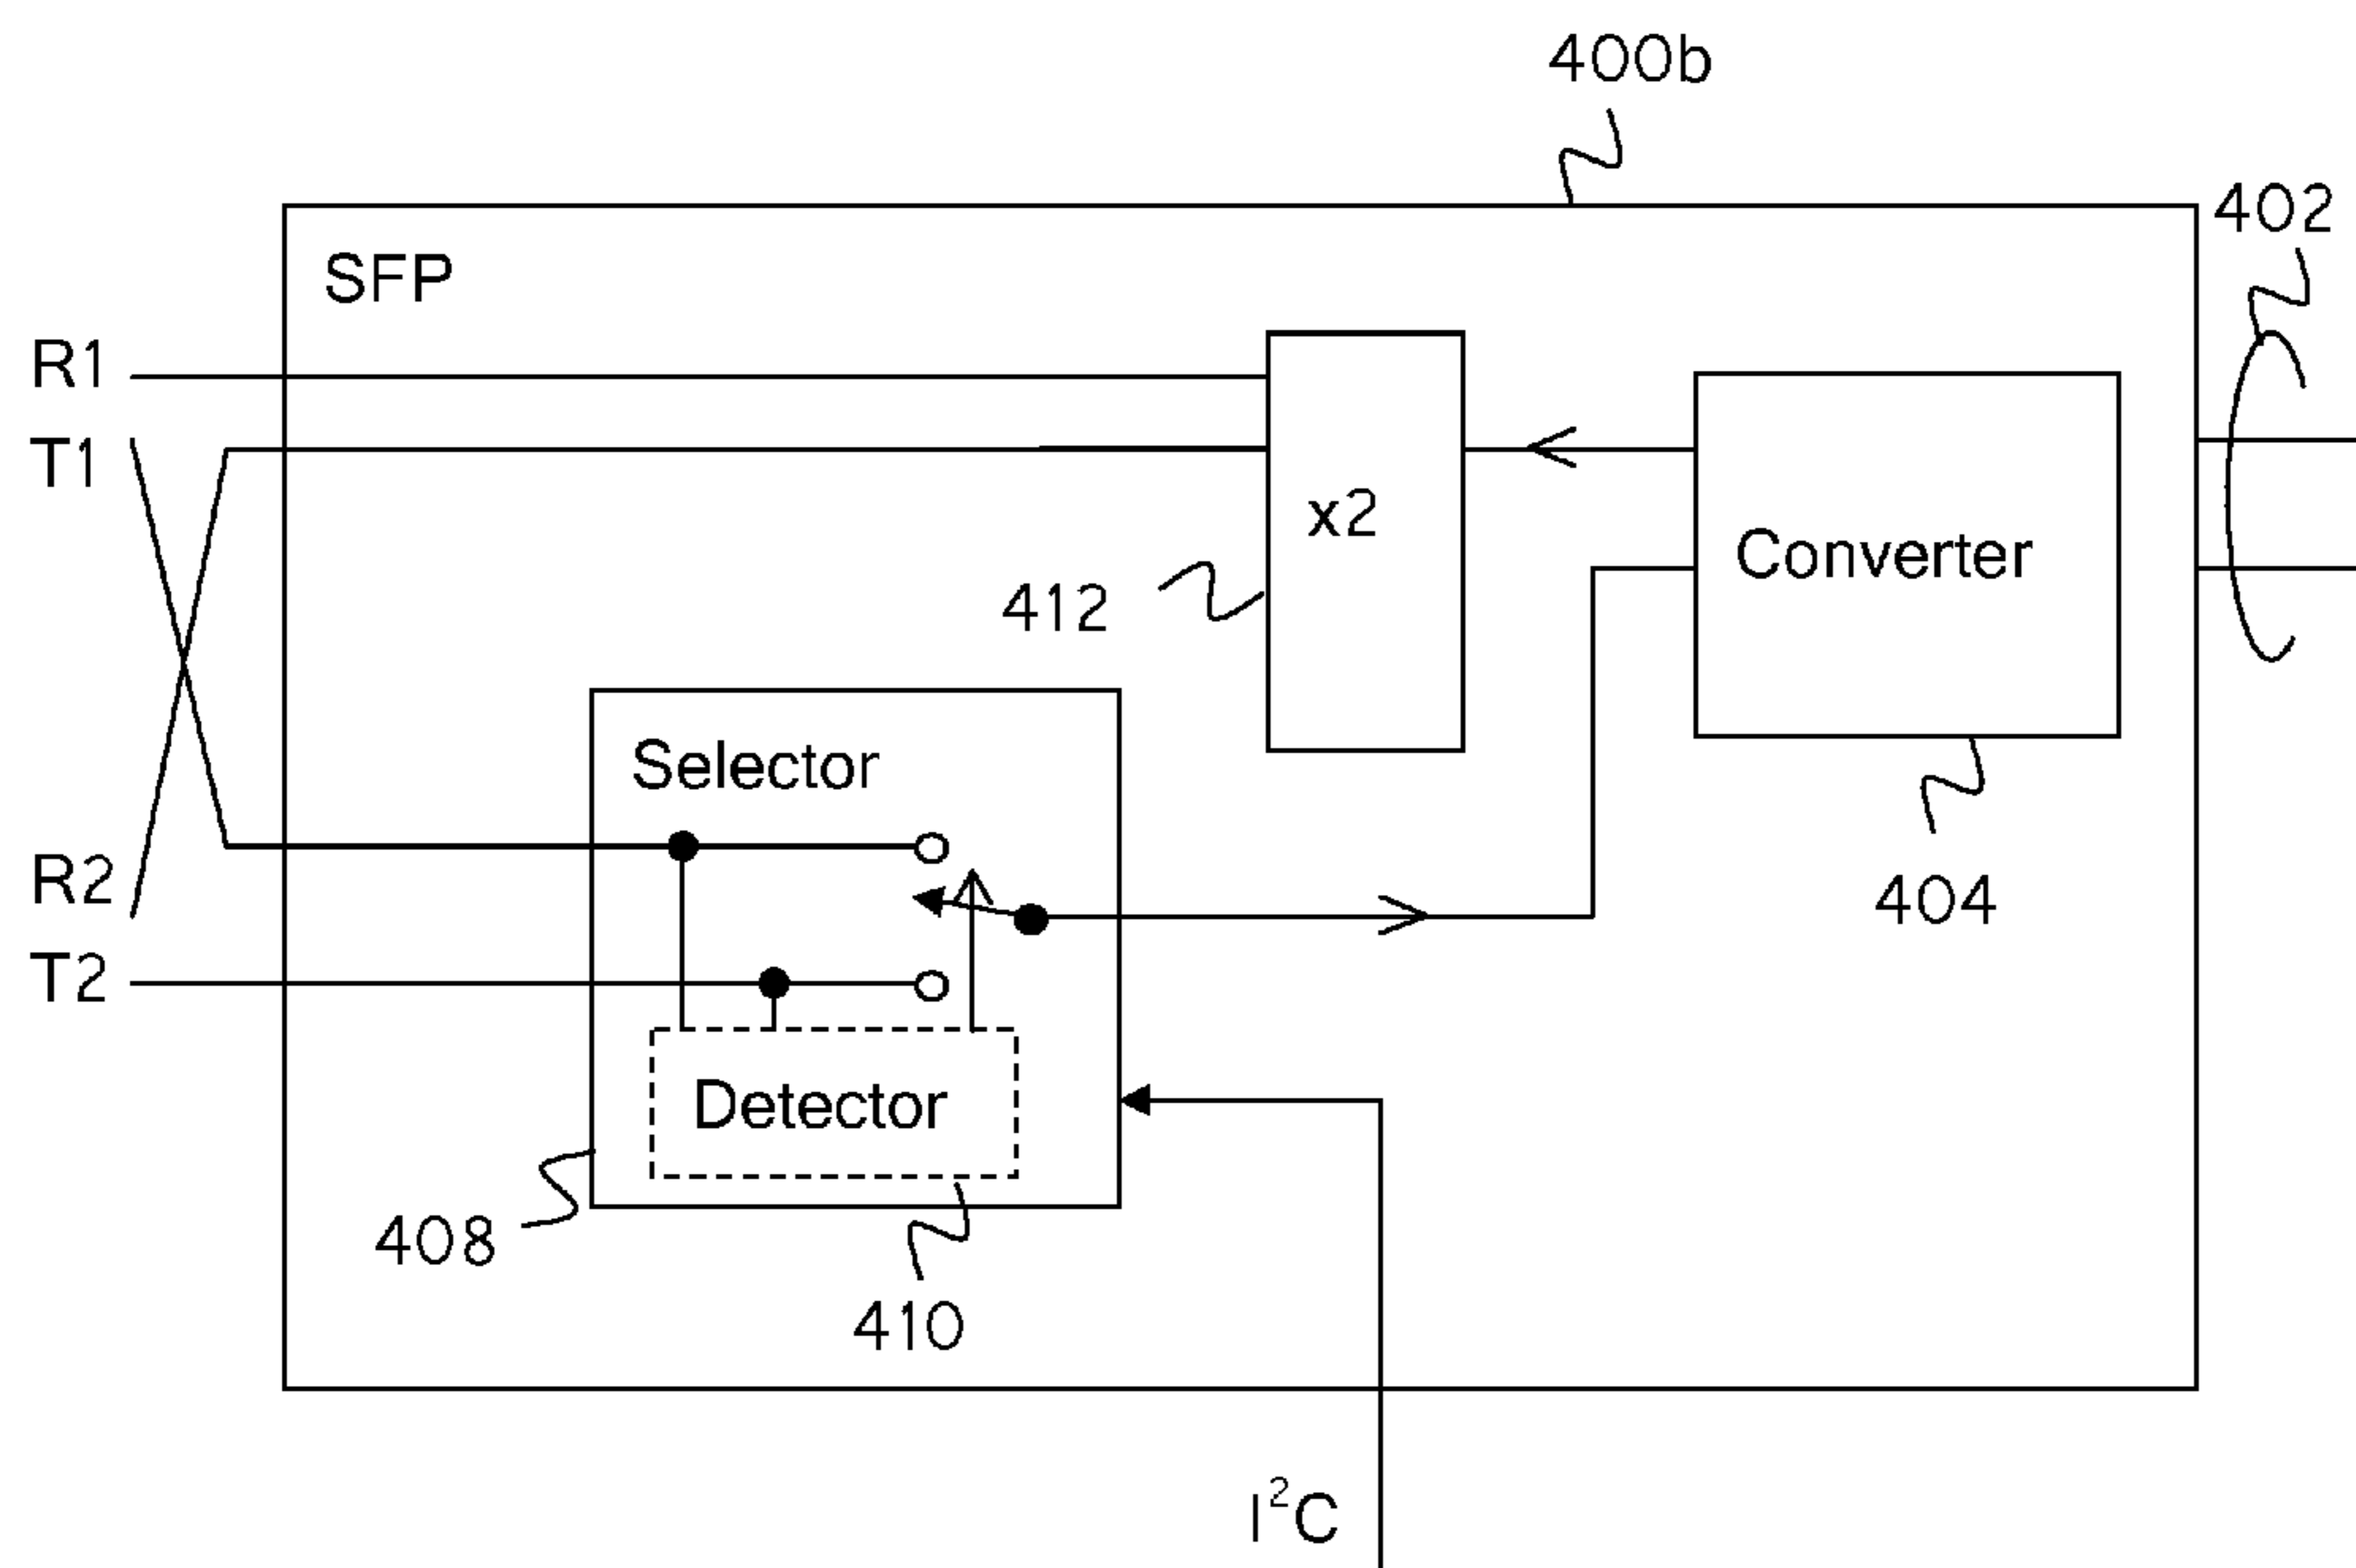 400b
402
SFP
R1
T1
x2
Converter
412
Selector
R2
404
T2
Detector
408
410
I²C